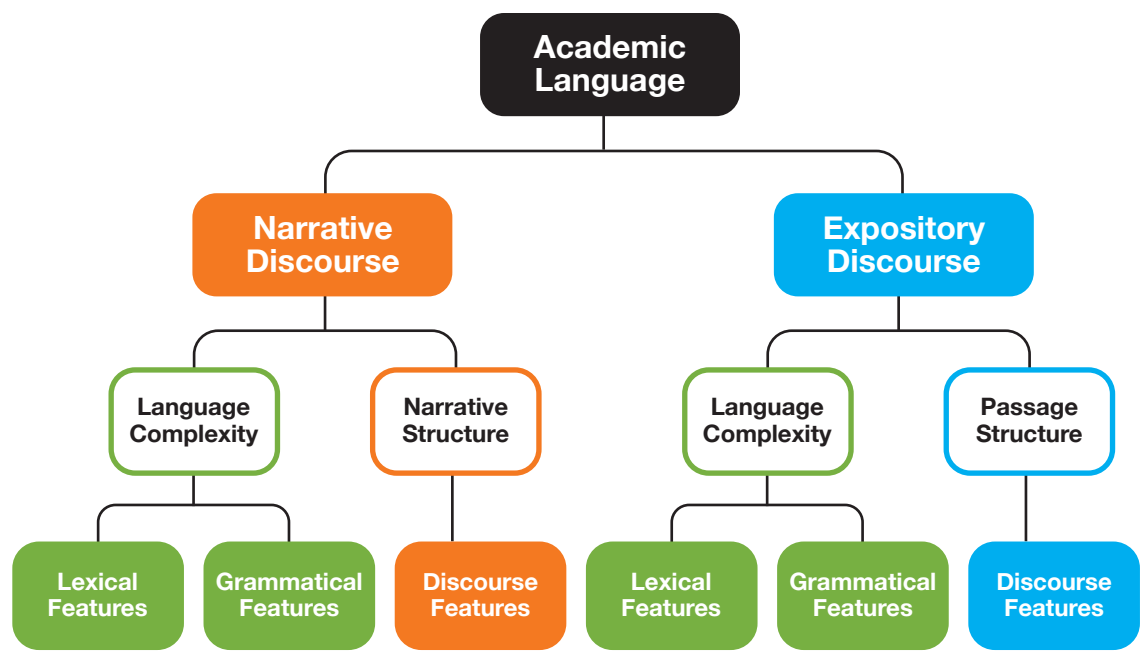 Academic
Language
Narrative
Discourse
Expository
Discourse
Language
Complexity
Narrative
Structure
Language
Complexity
Passage
Structure
Lexical
Features
Grammatical
Features
Discourse
Features
Lexical
Features
Grammatical
Features
Discourse
Features